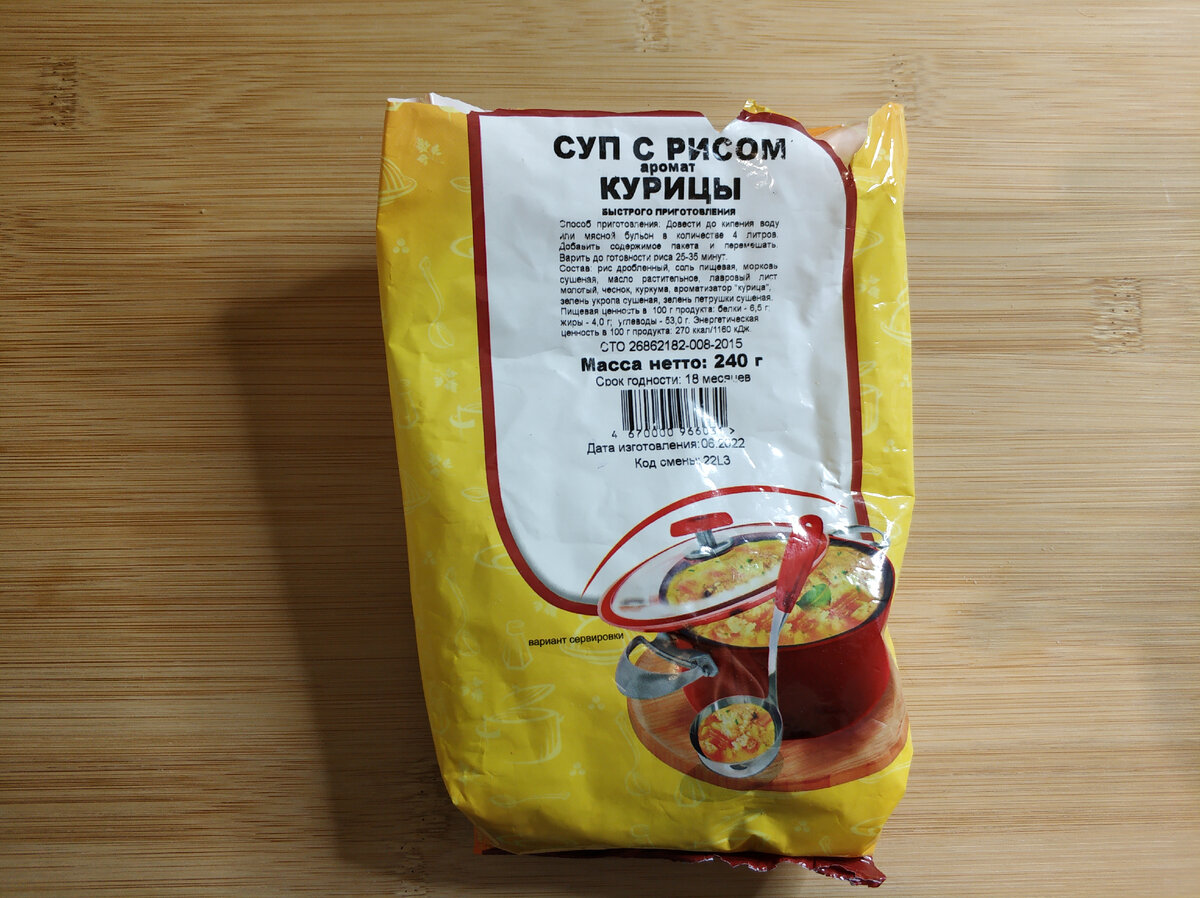 СУП С РИСОМ
аромат
КУРИЦЫ
БЫСТРОГО ПРИГОТОВЛЕНИЯ
Способ приготовления: Довести до кипения воду
или мясной бульон в количестве 4 литров.
Добавить содержимое пакета и перемешать.
Варить до готовности риса 25-35 минут.
Состав: рис дробленный, соль пищевая, морковь
сушеная, масло растительное, лавровый лист
молотый, чеснок, куркума, ароматизатор "курица",
зелень укропа сушеная, зелень петрушки сушеная.
Пищевая ценность в 100 г продукта: белки - 6,5 г;
жиры - 4,0 г; углеводы - 53,0 г. Энергетическая
ценность в 100 г продукта: 270 ккал/1160 кДж.
СТО 26862182-008-2015
Масса нетто: 240 г
Срок годности: 18 месяцев
4 670000 >
Дата изготовления: 06.2022
Код смены: 22L3
вариант сервировки